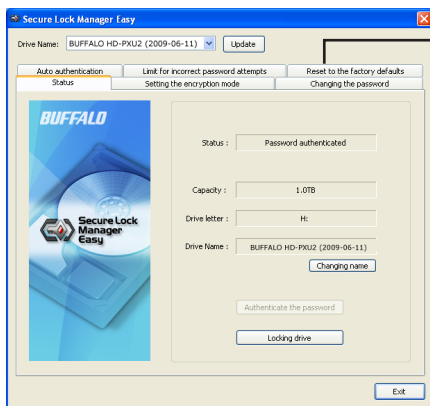 Secure Lock Manager Easy
Drive Name: BUFFALO HD-PXU2 (2009-06-11) Update
Auto authentication Limit for incorrect password attempts Reset to the factory defaults
Status Setting the encryption mode Changing the password
BUFFALO
Secure Lock
Manager
Easy
Status : Password authenticated
Capacity : 1.0TB
Drive letter : H:
Drive Name : BUFFALO HD-PXU2 (2009-06-11)
Changing name
Authenticate the password
Locking drive
Exit